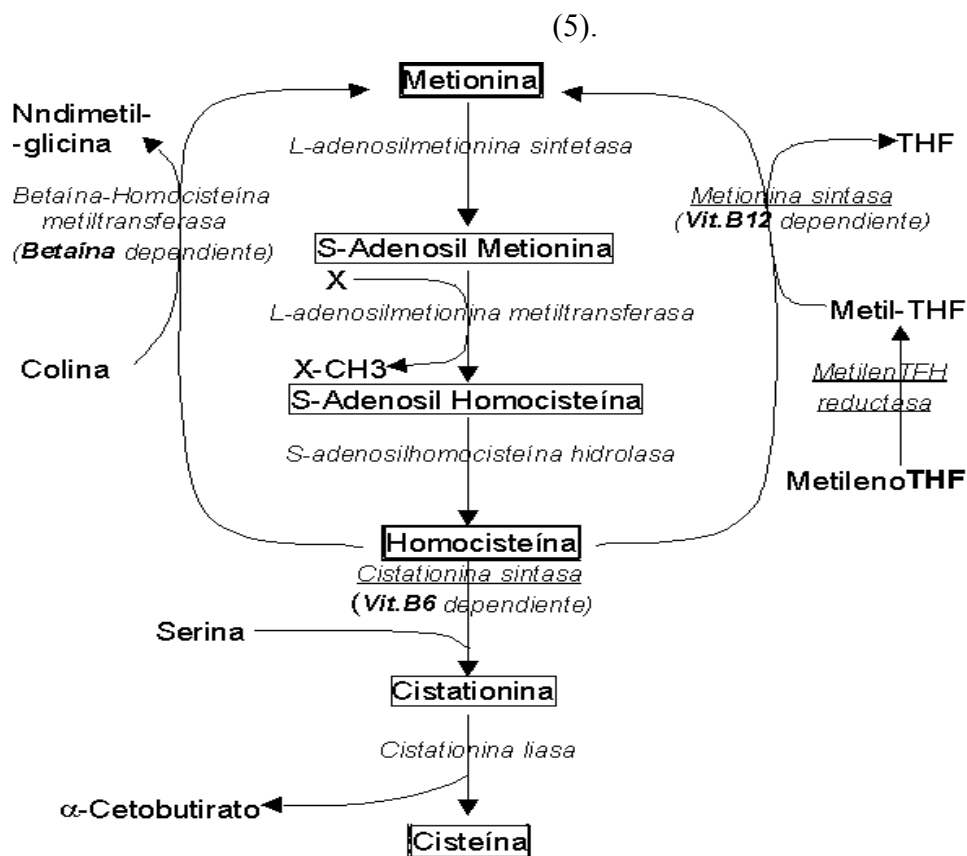 (5).
Metionina
Nndimetil-
-glicina
L-adenosilmetionina sintetasa
THF
Betaína-Homocisteína
metiltransferasa
(Betaína dependiente)
Metionina sintasa
(Vit.B12 dependiente)
S-Adenosil Metionina
X
L-adenosilmetionina metiltransferasa
Metil-THF
Colina
X-CH3
MetilenTFH
reductasa
S-Adenosil Homocisteína
S-adenosilhomocisteína hidrolasa
MetilenoTHF
Homocisteína
Cistationina sintasa
(Vit.B6 dependiente)
Serina
Cistationina
Cistationina liasa
α-Cetobutirato
Cisteína